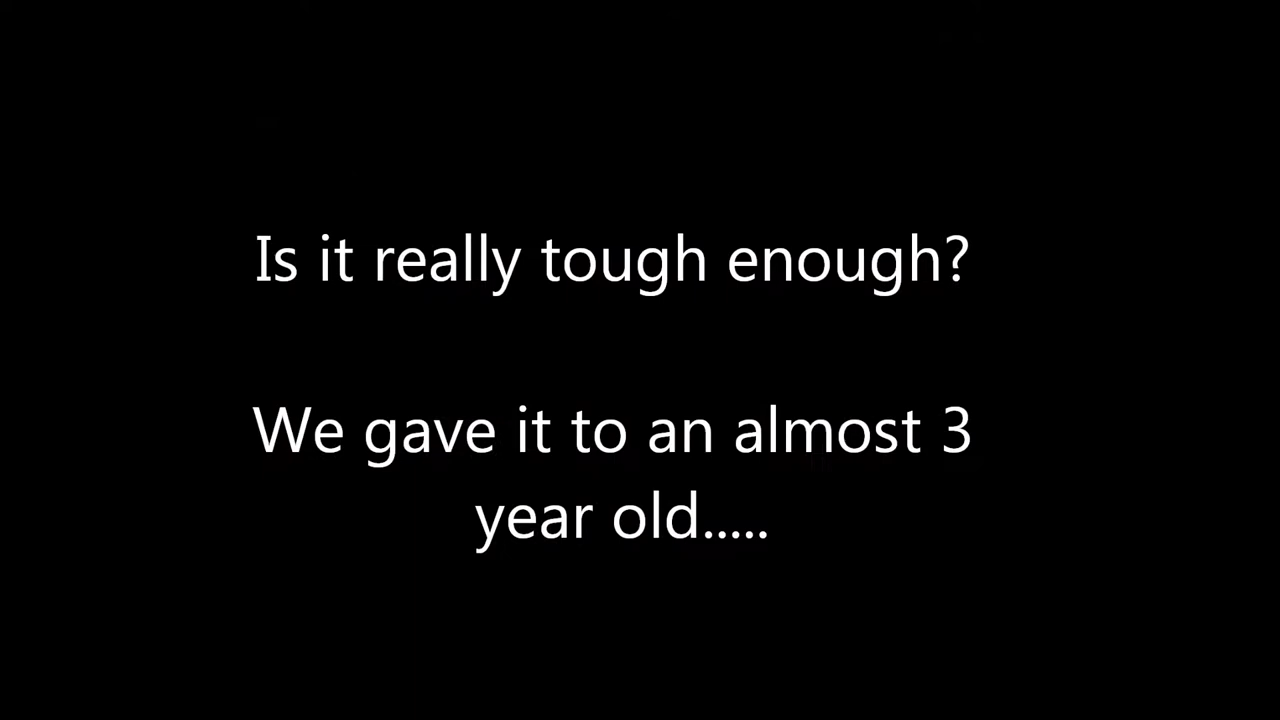 Is it really tough enough?
We gave it to an almost 3
year old.....